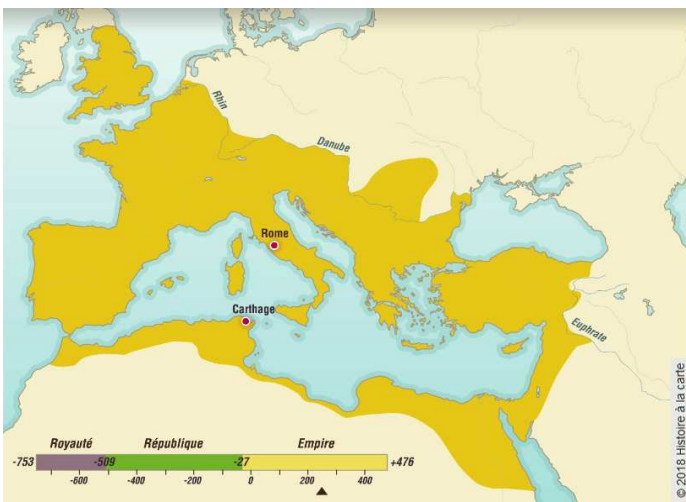 Rhin
Danube
Rome
Carthage
Euphrate
Royauté République Empire
-753 -509 -27 +476
-600 -400 -200 0 200 400
© 2018 Histoire à la carte